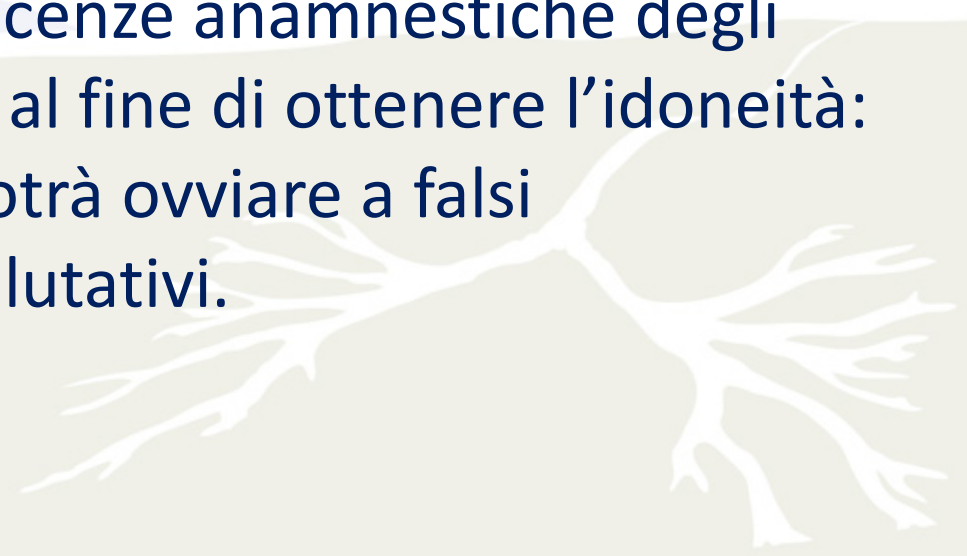 cenze anamnestiche degli
al fine di ottenere l’idoneità:
otrà ovviare a falsi
lutativi.